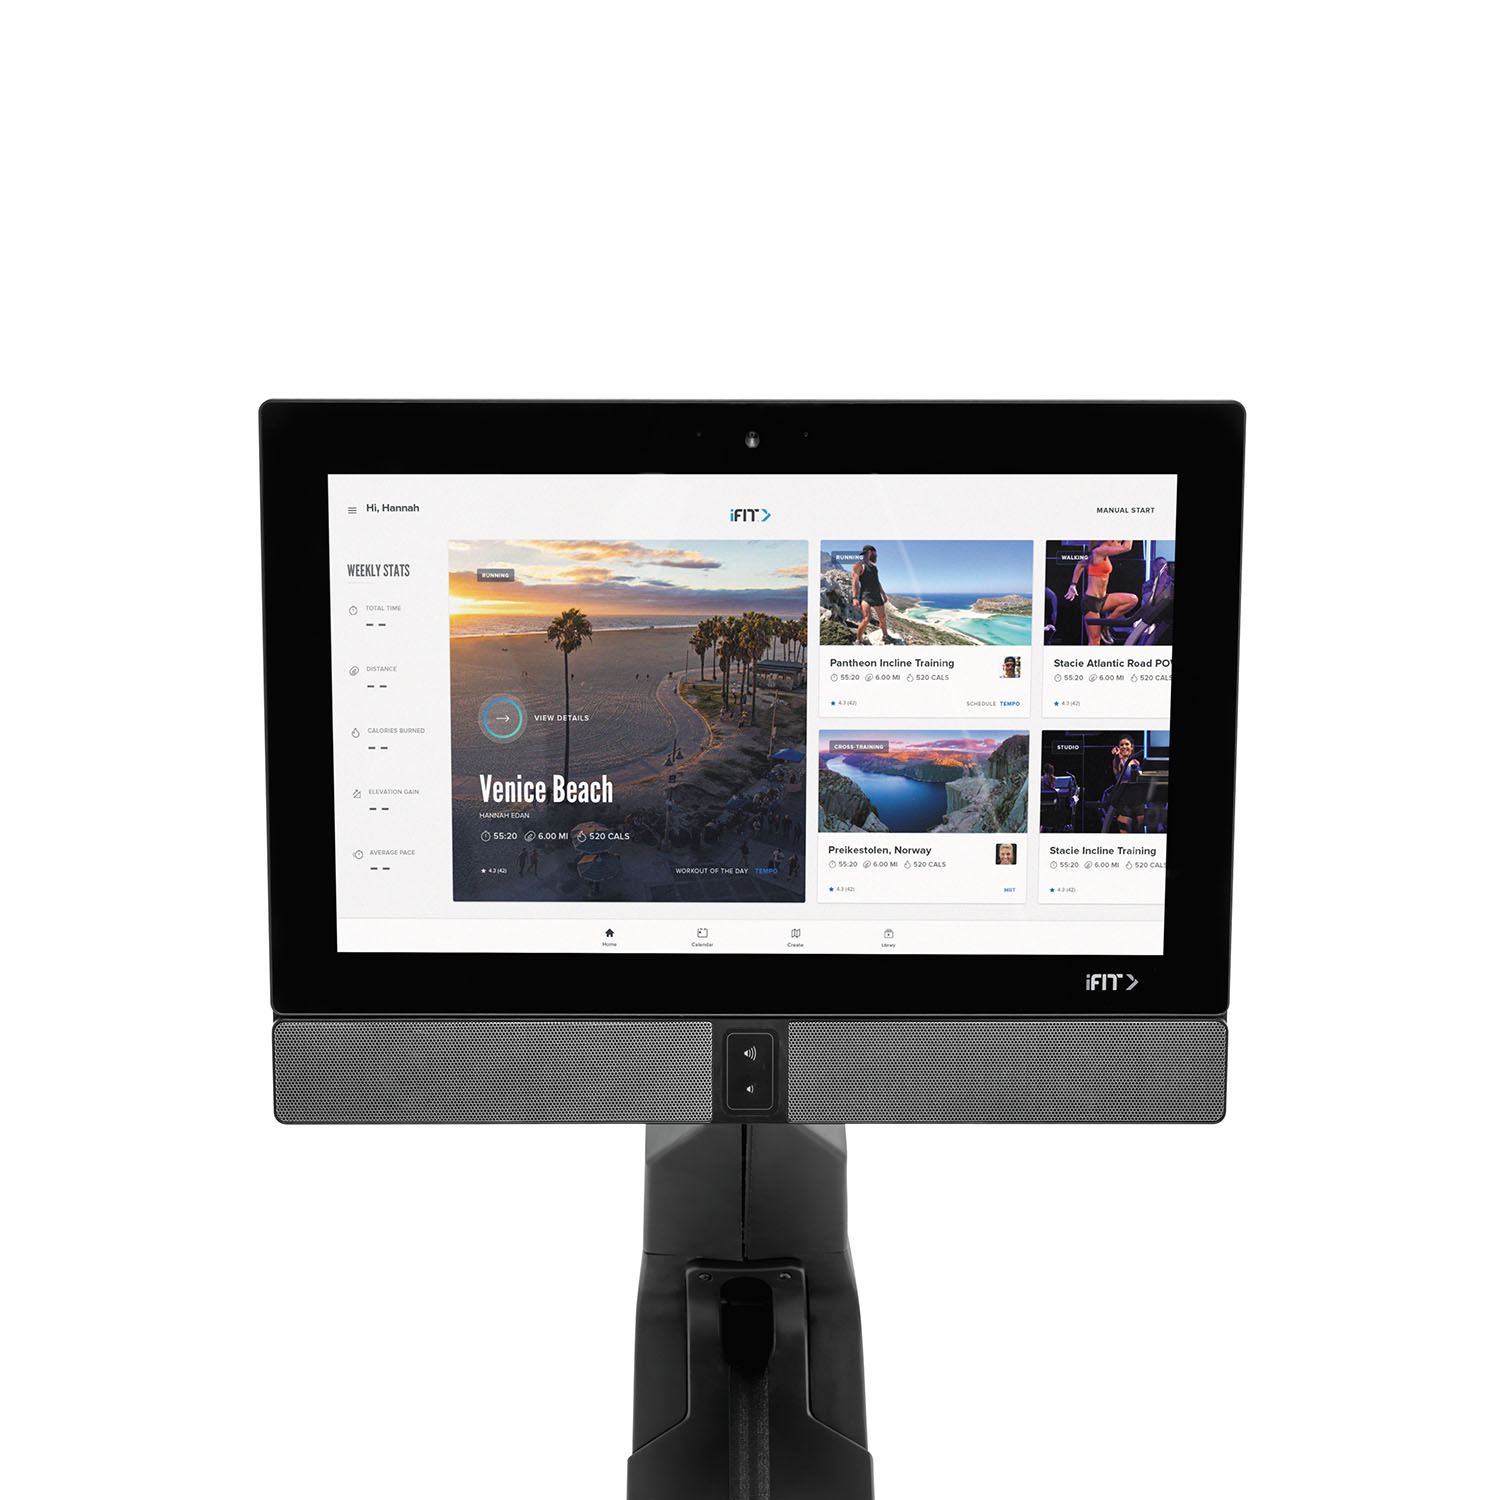 Hi, Hannah
iFIT
MANUAL START
WEEKLY STATS
TOTAL TIME
--
DISTANCE
--
CALORIES BURNED
--
ELEVATION GAIN
--
AVERAGE PACE
--
RUNNING
VIEW DETAILS
Venice Beach
HANNAH EDAN
55:20 6.00 MI 520 CALS
4.3 (42)
WORKOUT OF THE DAY TEMPO
RUNNING
Pantheon Incline Training
55:20 6.00 MI 520 CALS
4.3 (42)
SCHEDULE TEMPO
WALKING
Stacie Atlantic Road PO
55:20 6.00 MI 520 CAL
4.3 (42)
CROSS-TRAINING
Preikestolen, Norway
55:20 6.00 MI 520 CALS
4.3 (42)
MIIT
STUDIO
Stacie Incline Training
55:20 6.00 MI 520 CAL
4.3 (42)
Home
Calendar
Create
Library
iFIT